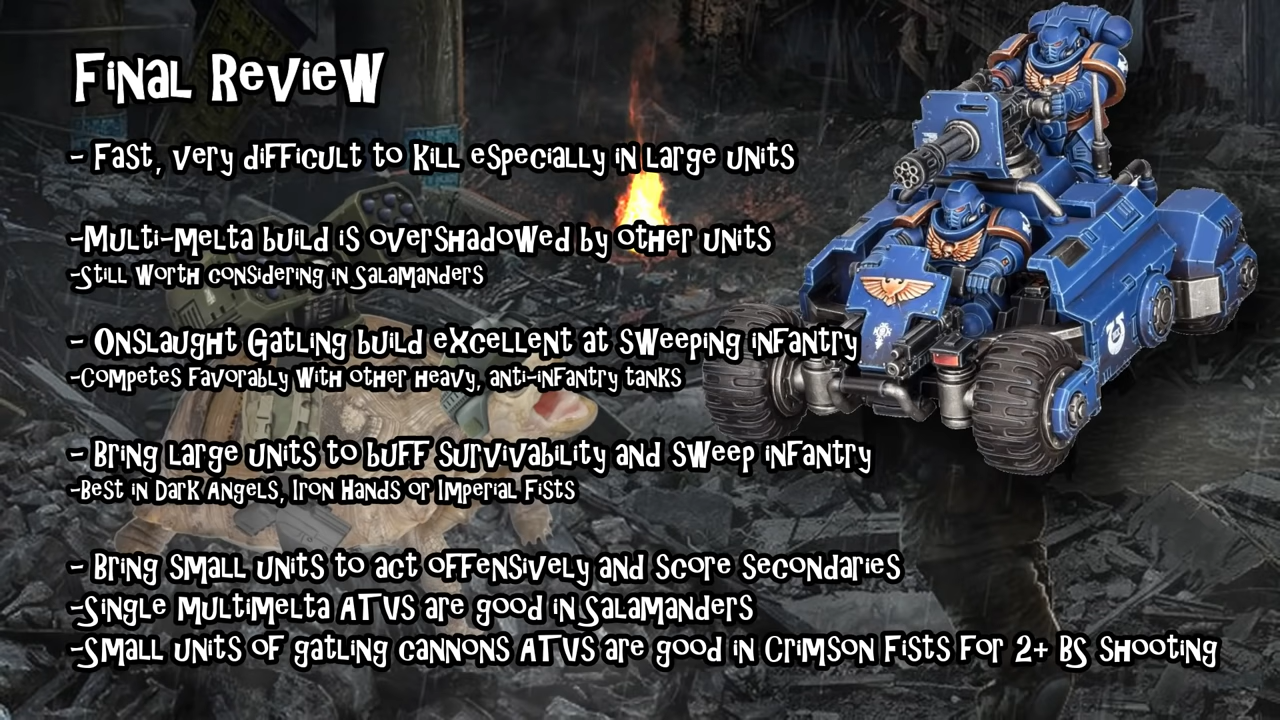 Final Review
- Fast, very difficult to kill especially in large units
-Multi-Melta build is overshadowed by other units
-Still worth considering in Salamanders
- Onslaught Gatling build excellent at sweeping infantry
-Competes favorably with other heavy, anti-infantry tanks
- Bring large units to buff survivability and sweep infantry
-Best in Dark Angels, Iron Hands or Imperial Fists
- Bring small units to act offensively and score secondaries
-Single multimelta ATVs are good in Salamanders
-Small units of gatling cannons ATVs are good in Crimson Fists for 2+ BS shooting